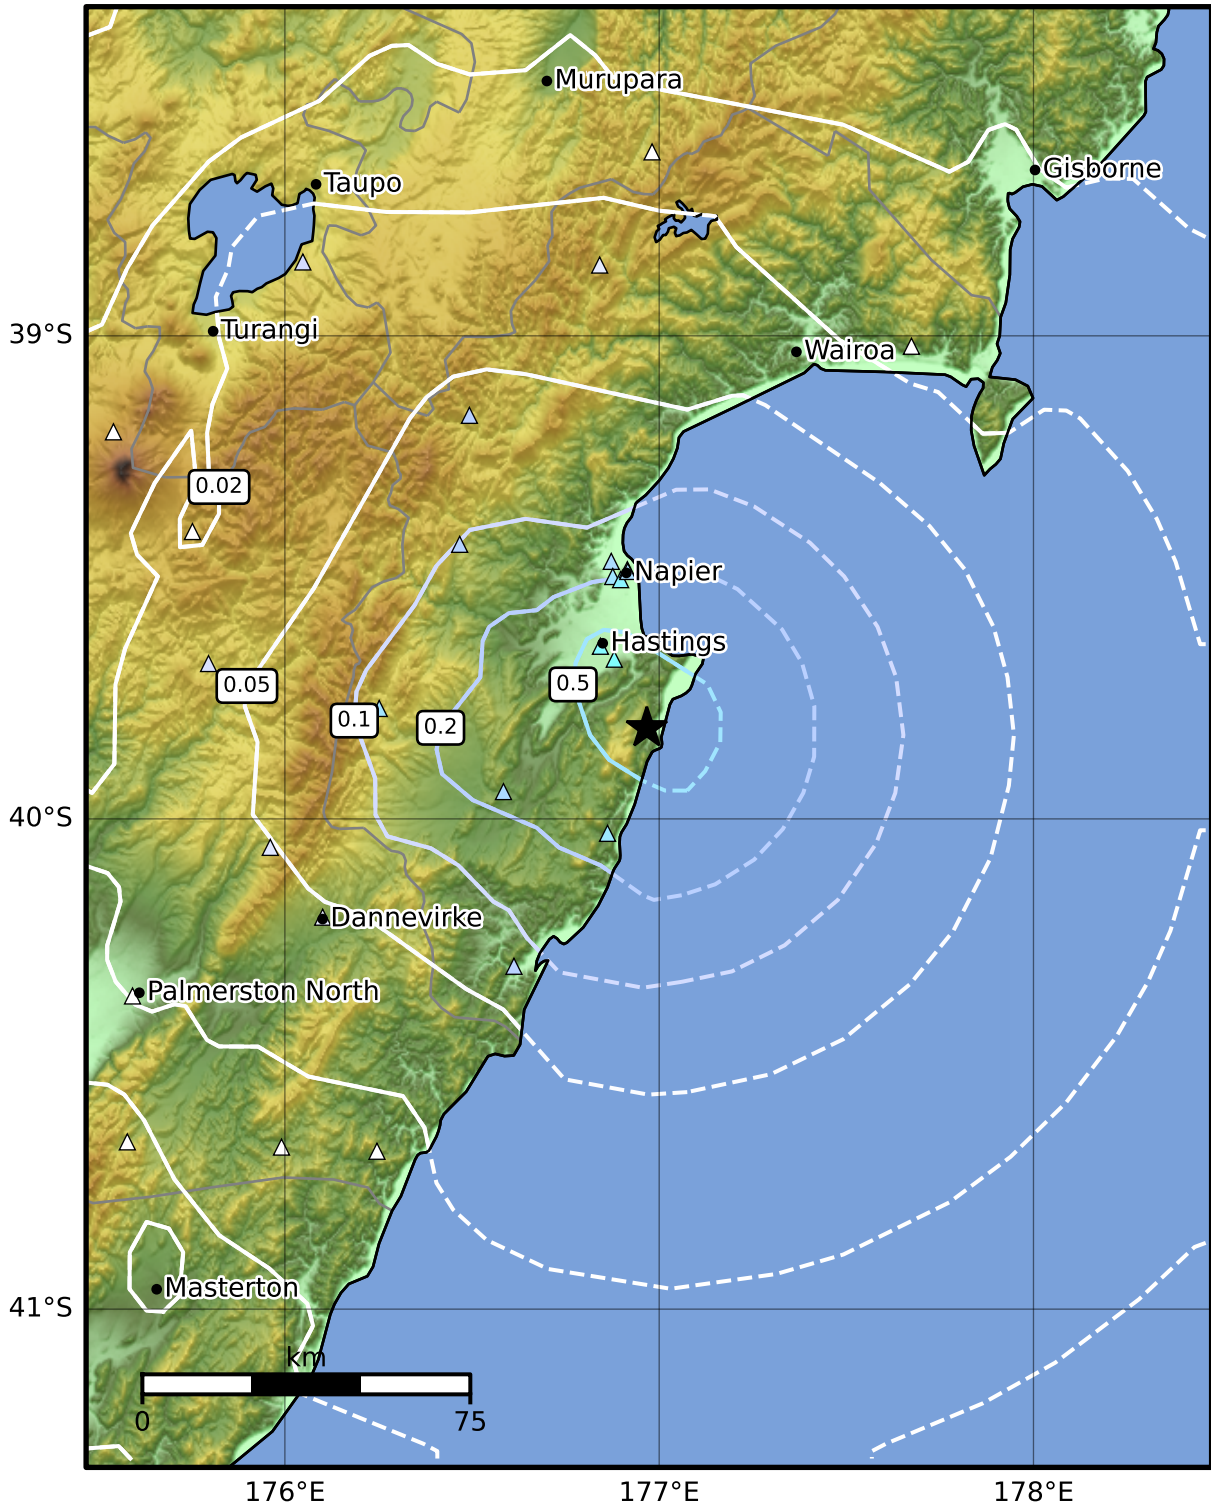 Murupara
Gisborne
Taupo
Turangi
39°S
Wairoa
0.02
Napier
Hastings
0.05
0.5
0.1
0.2
40°S
Dannevirke
Palmerston North
Masterton
41°S
km
0
75
176°E
177°E
178°E